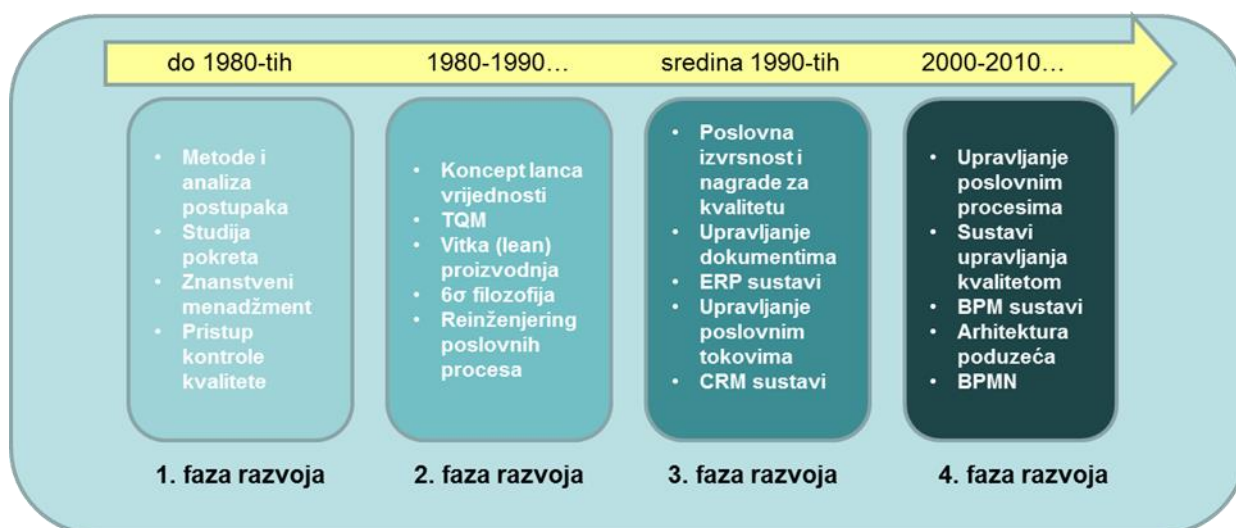 do 1980-tih
1980-1990…
sredina 1990-tih
2000-2010…
• Metode i
analiza
postupaka
• Studija
pokreta
• Znanstveni
menadžment
• Pristup
kontrole
kvalitete
• Koncept lanca
vrijednosti
• TQM
• Vitka (lean)
proizvodnja
• 6σ filozofija
• Reinženjering
poslovnih
procesa
• Poslovna
izvrsnost i
nagrade za
kvalitetu
• Upravljanje
dokumentima
• ERP sustavi
• Upravljanje
poslovnim
tokovima
• CRM sustavi
• Upravljanje
poslovnim
procesima
• Sustavi
upravljanja
kvalitetom
• BPM sustavi
• Arhitektura
poduzeća
• BPMN
1. faza razvoja
2. faza razvoja
3. faza razvoja
4. faza razvoja